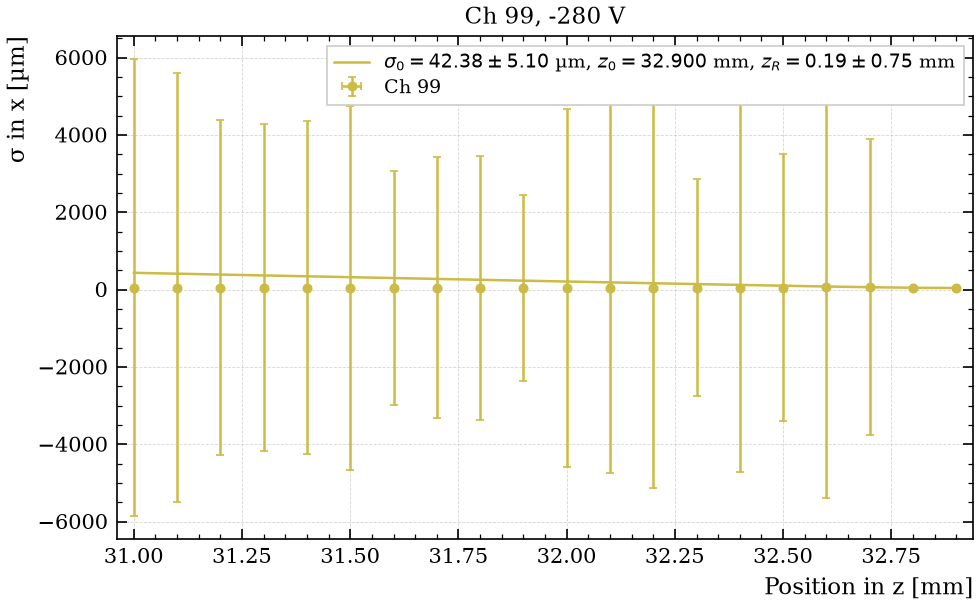 Ch 99, -280 V
σ in x [µm]
σ₀ = 42.38 ± 5.10 µm, z₀ = 32.900 mm, z_R = 0.19 ± 0.75 mm
Ch 99
6000
4000
2000
0
−2000
−4000
−6000
31.00 31.25 31.50 31.75 32.00 32.25 32.50 32.75
Position in z [mm]